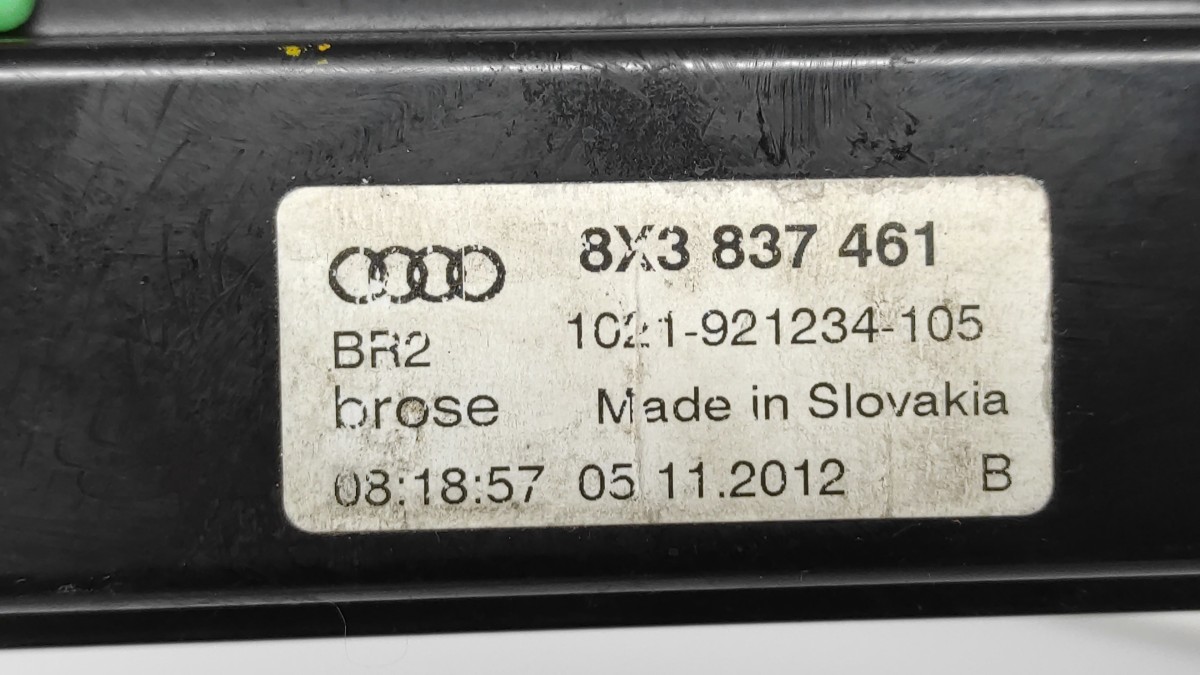 8X3 837 461
1021-921234-105
BR2
brose Made in Slovakia
08:18:57 05.11.2012 B